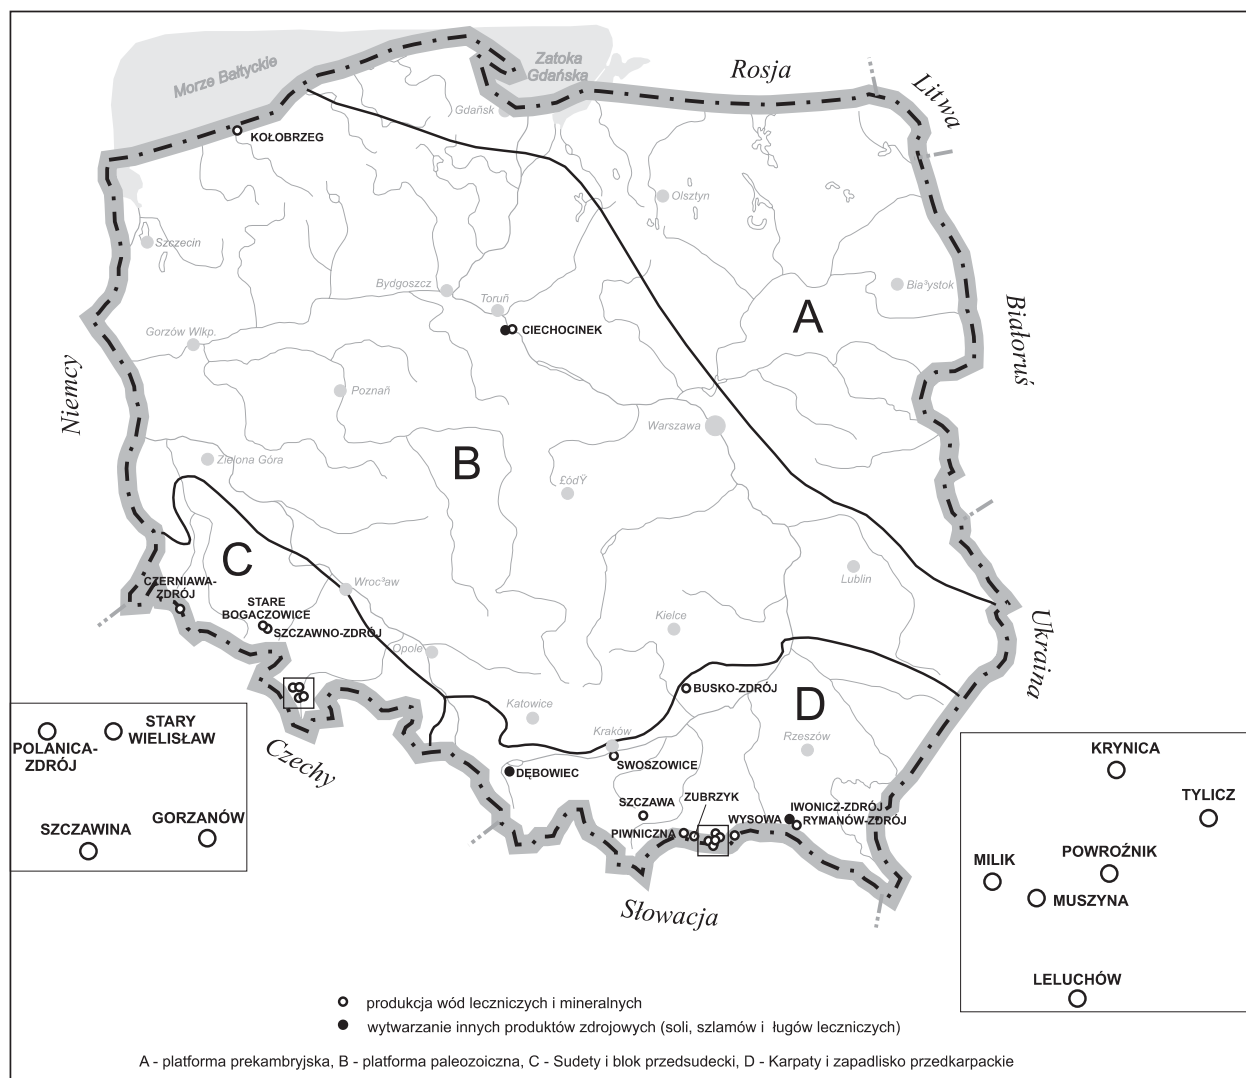 Morze Bałtyckie
Zatoka
Gdańska
Rosja
Litwa
Gdańsk
KOŁOBRZEG
Olsztyn
Szczecin
Bydgoszcz
Toruń
Bia³ystok
Białoruś
CIECHOCINEK
A
Gorzów Wlkp.
Niemcy
Poznañ
Warszawa
B
Zielona Góra
£ódŸ
C
CZERNIAWA-
ZDRÓJ
Wroc³aw
Lublin
STARE
BOGACZOWICE
SZCZAWNO-ZDRÓJ
Kielce
Ukraina
Opole
BUSKO-ZDRÓJ
D
Katowice
Kraków
Rzeszów
SWOSZOWICE
DĘBOWIEC
Czechy
POLANICA-
ZDRÓJ
STARY
WIELISŁAW
SZCZAWINA
GORZANÓW
SZCZAWA
ZUBRZYK
IWONICZ-ZDRÓJ
PIWNICZNA
WYSOWA
RYMANÓW-ZDRÓJ
Słowacja
KRYNICA
TYLICZ
MILIK
POWROŹNIK
MUSZYNA
LELUCHÓW
produkcja wód leczniczych i mineralnych
wytwarzanie innych produktów zdrojowych (soli, szlamów i ługów leczniczych)
A - platforma prekambryjska, B - platforma paleozoiczna, C - Sudety i blok przedsudecki, D - Karpaty i zapadlisko przedkarpackie